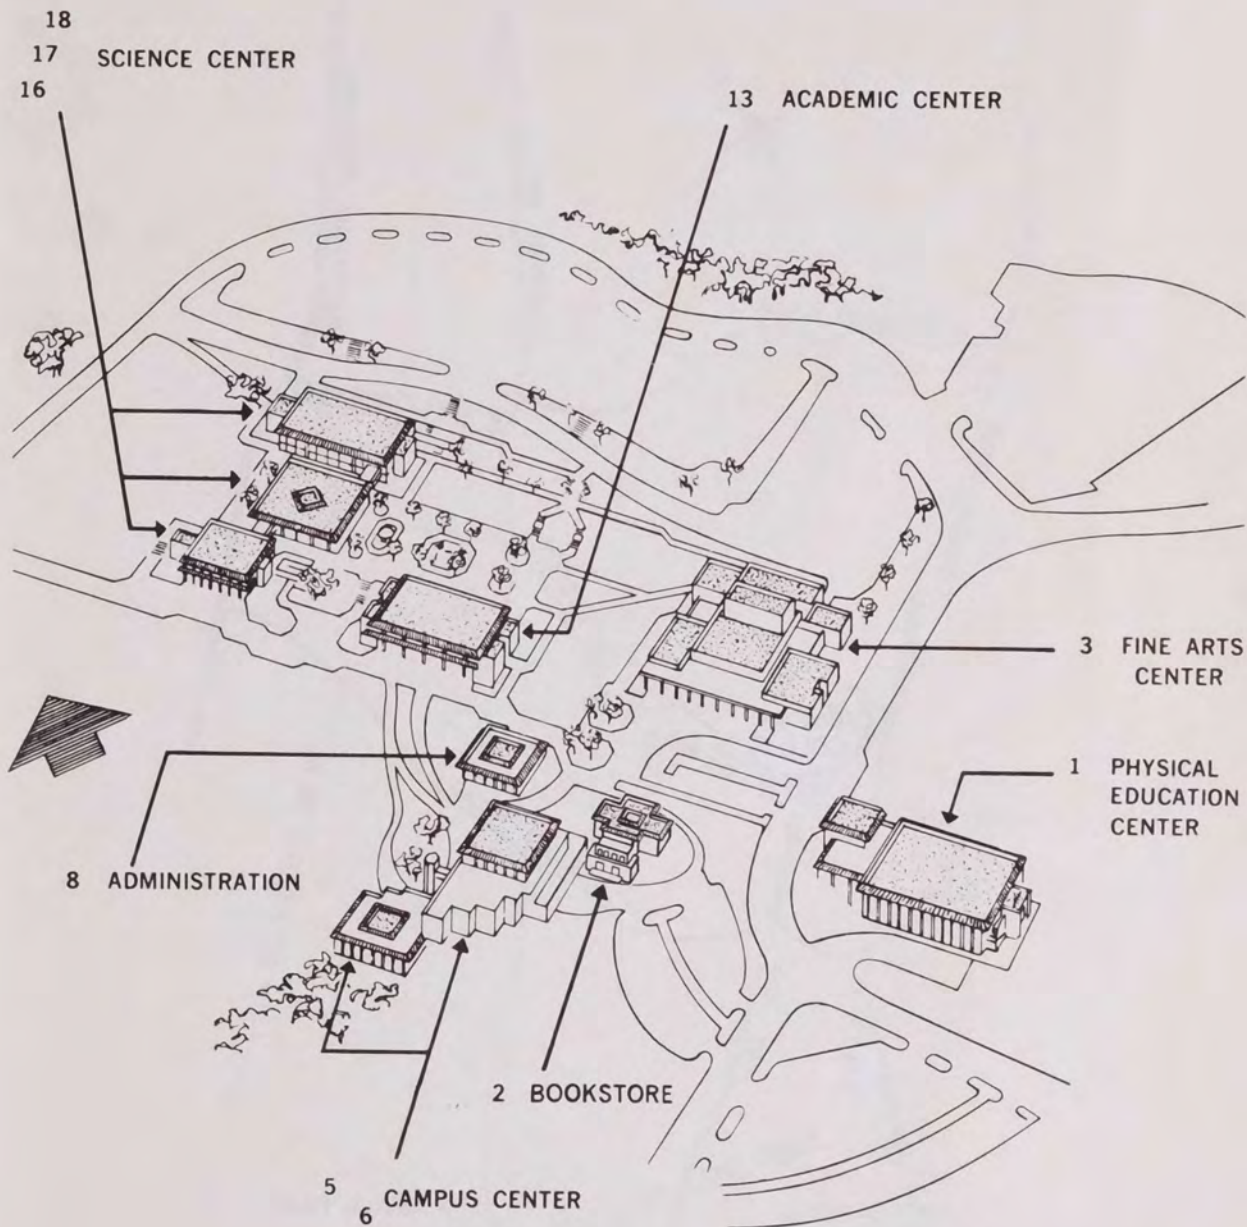 18
17 SCIENCE CENTER
16
13 ACADEMIC CENTER
3 FINE ARTS
CENTER
1 PHYSICAL
EDUCATION
CENTER
8 ADMINISTRATION
2 BOOKSTORE
5
CAMPUS CENTER
6